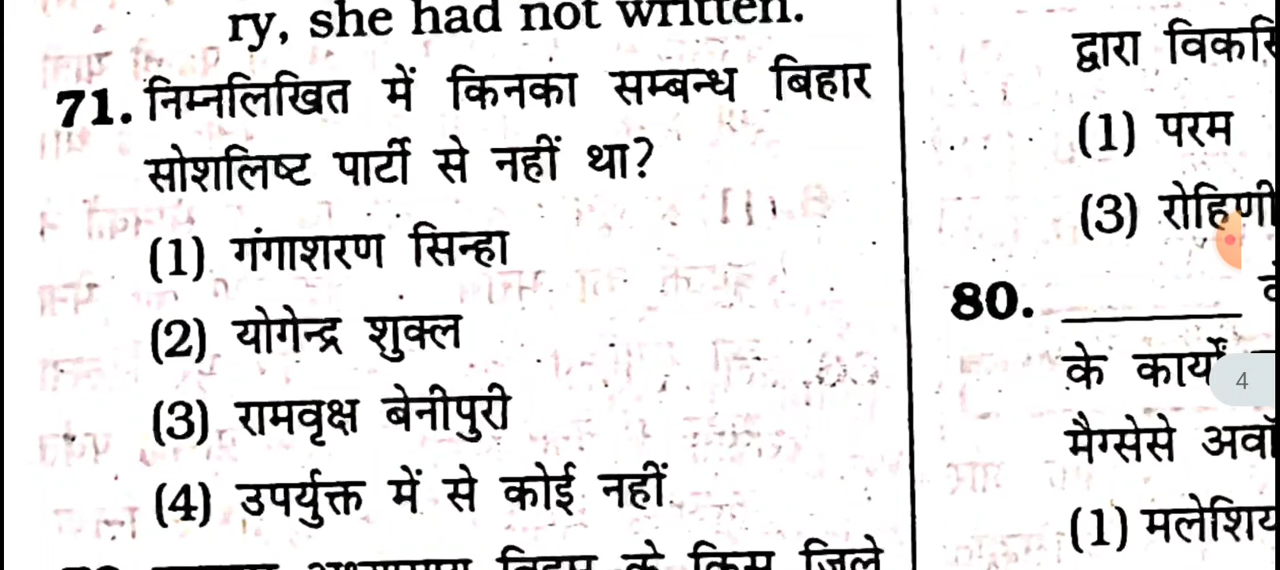 ry, she had not written.
71. निम्नलिखित में किनका सम्बन्ध बिहार
सोशलिष्ट पार्टी से नहीं था?
(1) गंगाशरण सिन्हा
(2) योगेन्द्र शुक्ल
(3) रामवृक्ष बेनीपुरी
(4) उपर्युक्त में से कोई नहीं
के किस जिले
द्वारा
(1) परम
(3) रोहिणी
80.
के कार्यों
4
मैग्सेसे
(1)